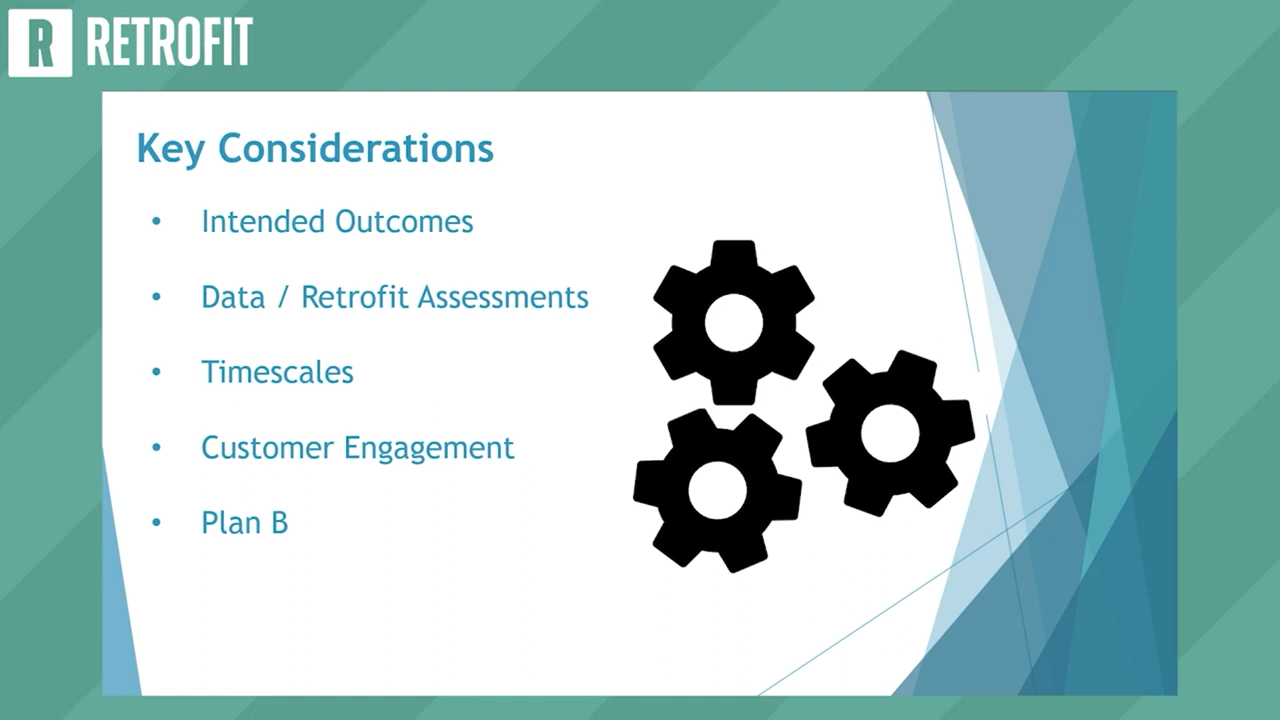 R RETROFIT
Key Considerations
• Intended Outcomes
• Data / Retrofit Assessments
• Timescales
• Customer Engagement
• Plan B